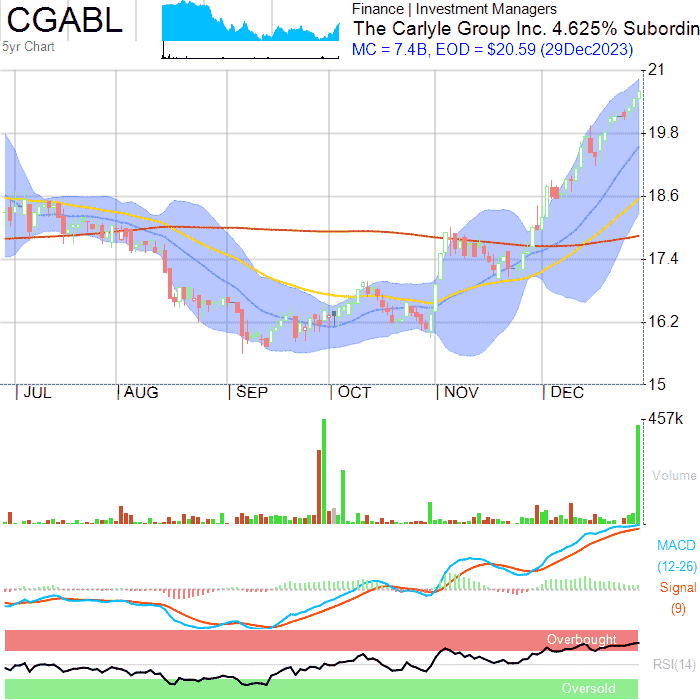 CGABL
5yr Chart
Finance | Investment Managers
The Carlyle Group Inc. 4.625% Subordin
MC = 7.4B, EOD = $20.59 (29Dec2023)
21
19.8
18.6
17.4
16.2
15
JUL AUG SEP OCT NOV DEC
457k
Volume
MACD
(12-26)
Signal
(9)
Overbought
RSI(14)
Oversold